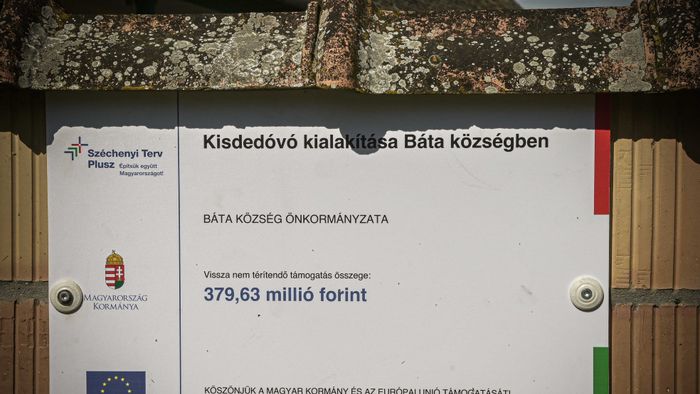 Kisdedóvó kialakítása Báta községben
Széchenyi Terv
Plusz
Építsük együtt
Magyarországot!
BÁTA KÖZSÉG ÖNKORMÁNYZATA
Vissza nem térítendő támogatás összege:
379,63 millió forint
MAGYARORSZÁG
KORMÁNYA
KÖSZÖNJÜK A MAGYAR KORMÁNY ÉS AZ EURÓPAI UNIÓ TÁMOGATÁSÁT!